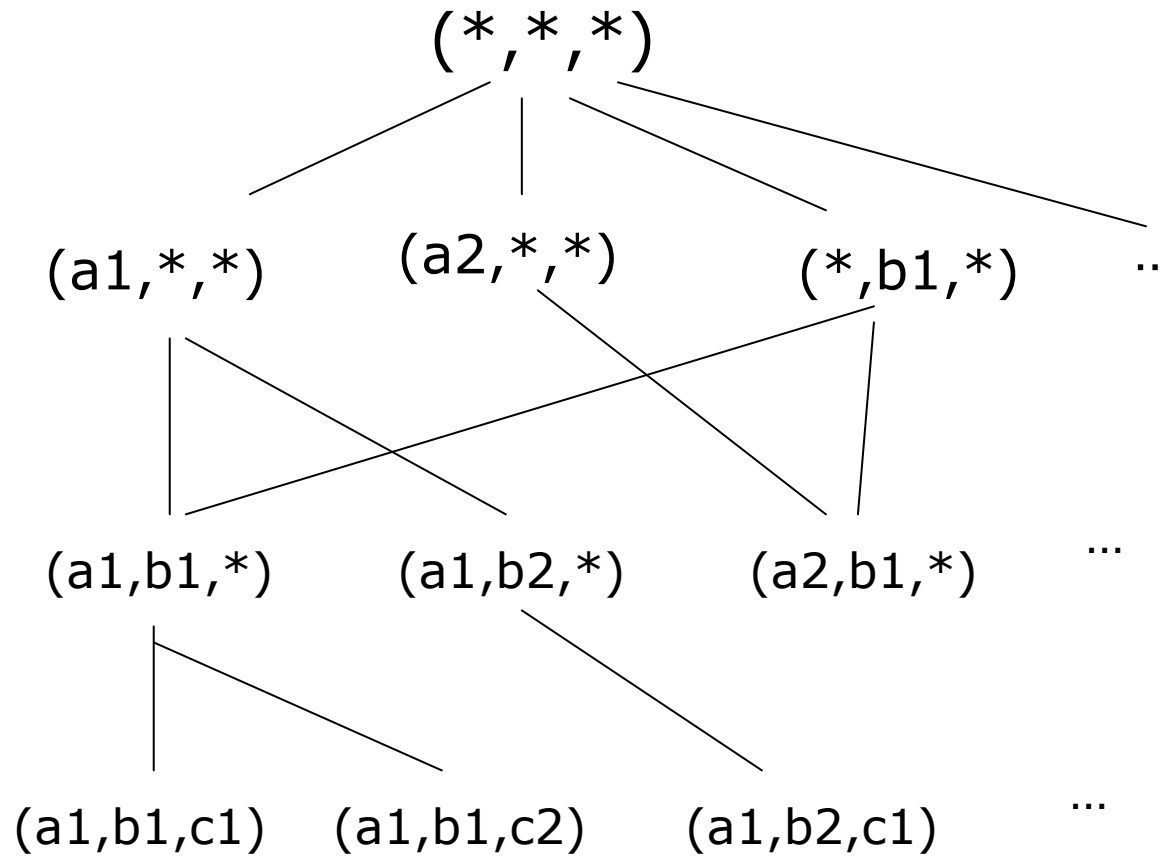 (*,*,*)
(a1,*,*) (a2,*,*) (*,b1,*) ..
(a1,b1,*) (a1,b2,*) (a2,b1,*) ...
(a1,b1,c1) (a1,b1,c2) (a1,b2,c1) ...